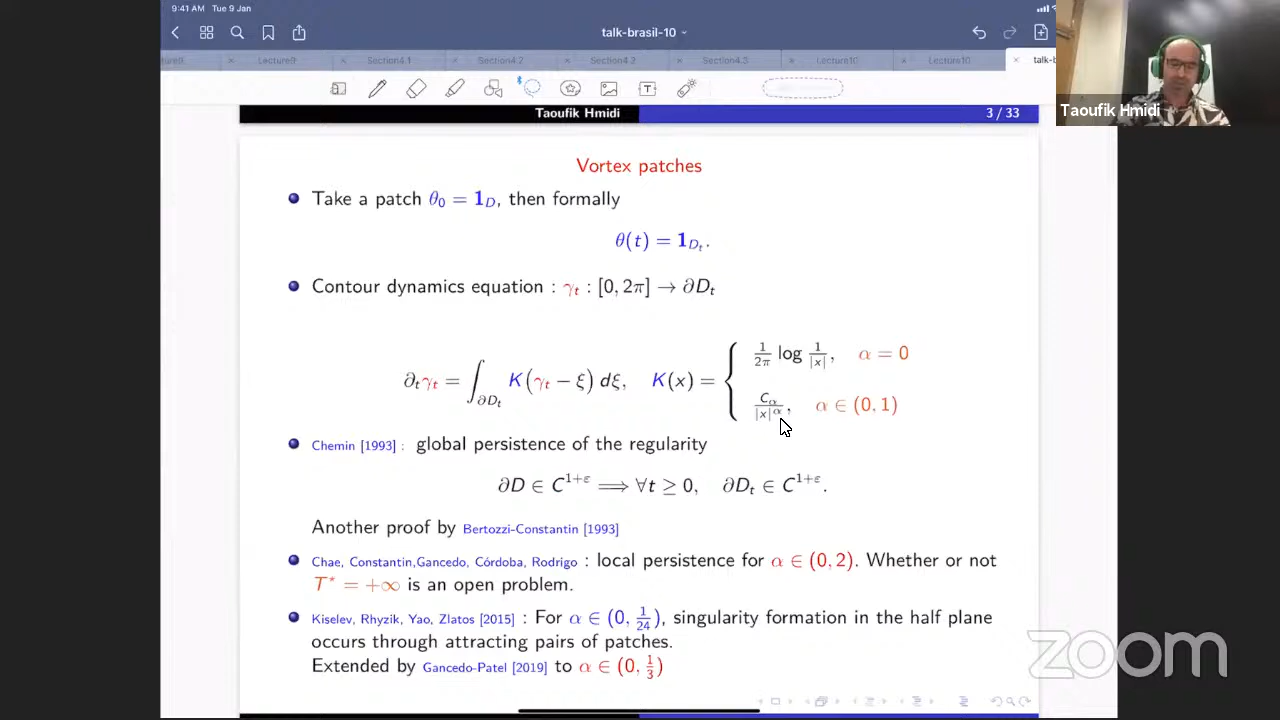 9:41 AM Tue 9 Jan
talk-brasil-10
Lecture9
Section4.1
Section4.2
Section4.2
Section4.3
Lecture10
Lecture10
Taoufik Hmidi
Taoufik Hmidi 3 / 33
Vortex patches
Take a patch θ₀ = 𝟏_D, then formally
θ(t) = 𝟏_{D_t}.
Contour dynamics equation : γ_t : [0, 2π] → ∂D_t
∂_tγ_t = ∫_{∂D_t} K(γ_t − ξ) dξ, K(x) = { 1/2π log 1/|x|, α = 0
C_α/|x|^α, α ∈ (0, 1)
Chemin [1993] : global persistence of the regularity
∂D ∈ C^{1+ε} ⟹ ∀t ≥ 0, ∂D_t ∈ C^{1+ε}.
Another proof by Bertozzi-Constantin [1993]
Chae, Constantin,Gancedo, Córdoba, Rodrigo : local persistence for α ∈ (0, 2). Whether or not
T* = +∞ is an open problem.
Kiselev, Rhyzik, Yao, Zlatos [2015] : For α ∈ (0, 1/24), singularity formation in the half plane
occurs through attracting pairs of patches.
Extended by Gancedo-Patel [2019] to α ∈ (0, 1/3)
zoom